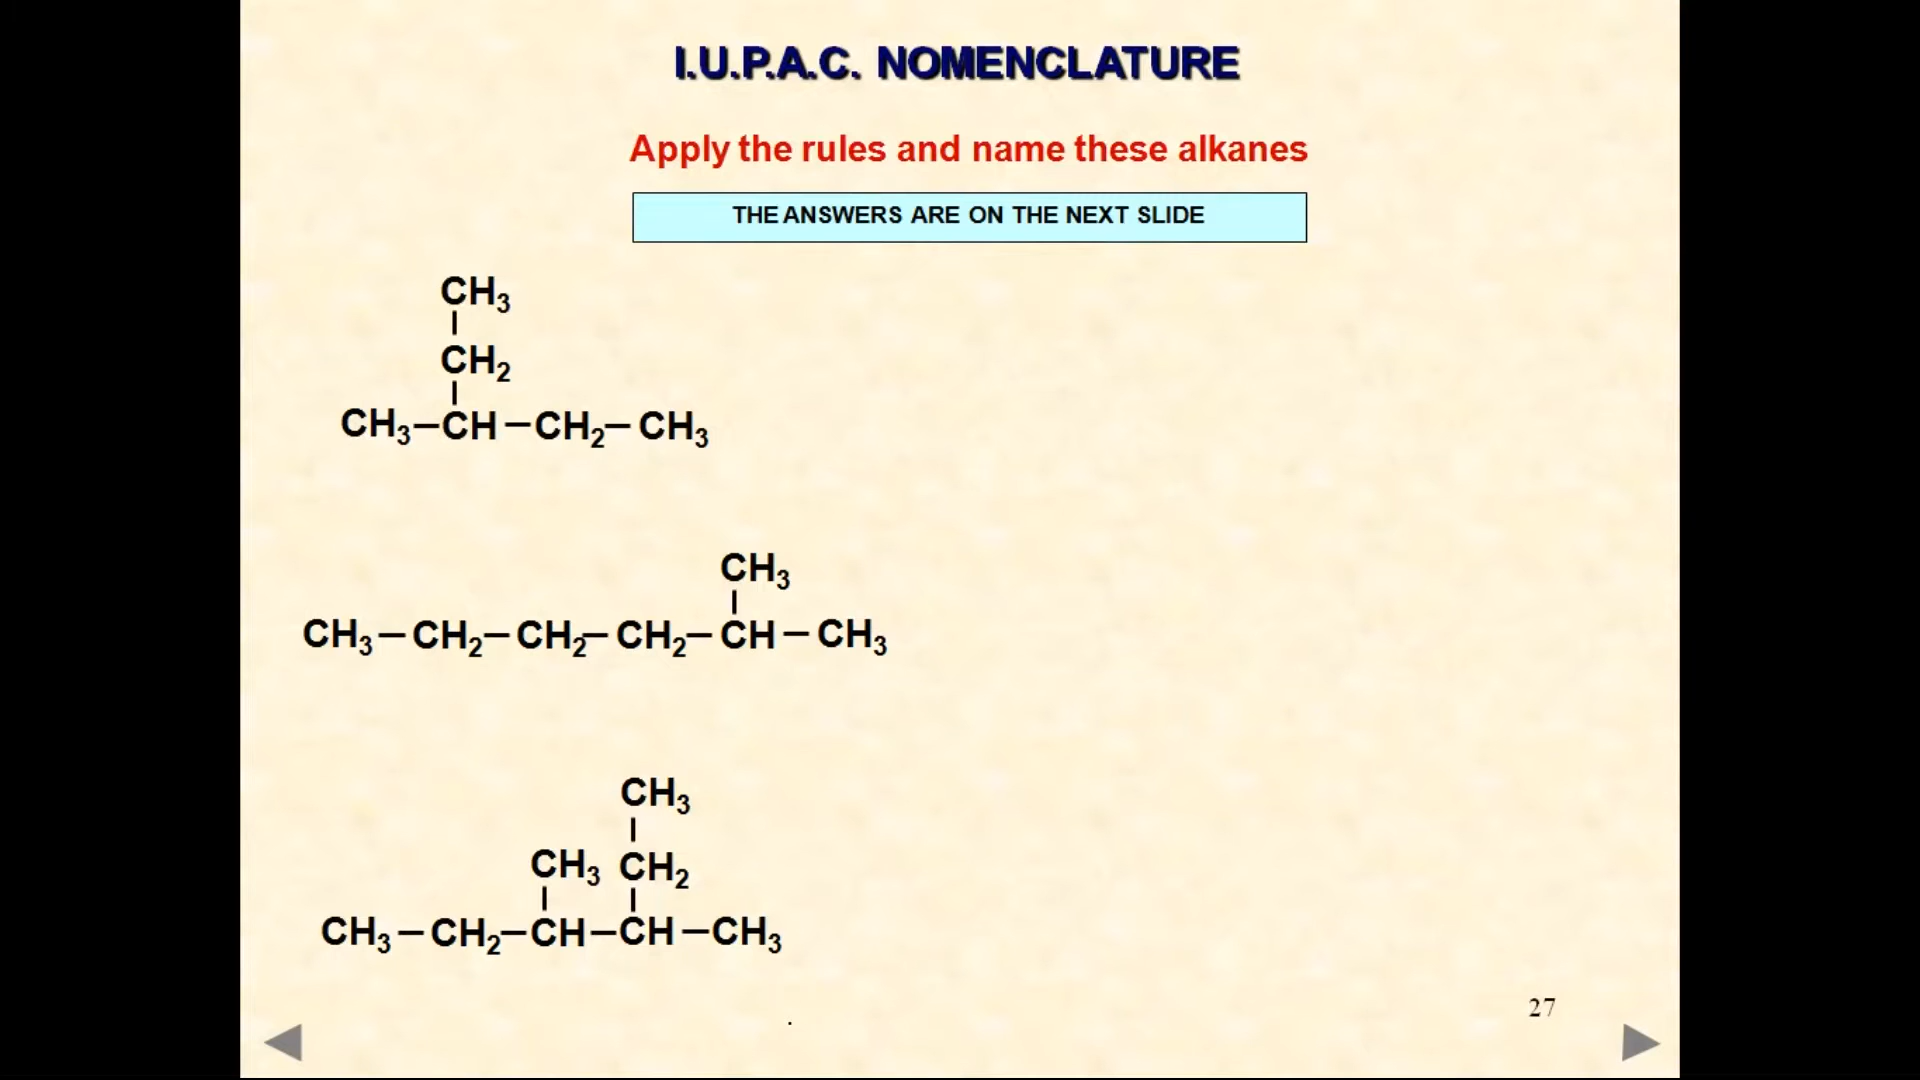 I.U.P.A.C. NOMENCLATURE
Apply the rules and name these alkanes
THE ANSWERS ARE ON THE NEXT SLIDE
CH3
CH2
CH3–CH–CH2–CH3
CH3
CH3–CH2–CH2–CH2–CH–CH3
CH3
CH3 CH2
CH3–CH2–CH–CH–CH3
.
27